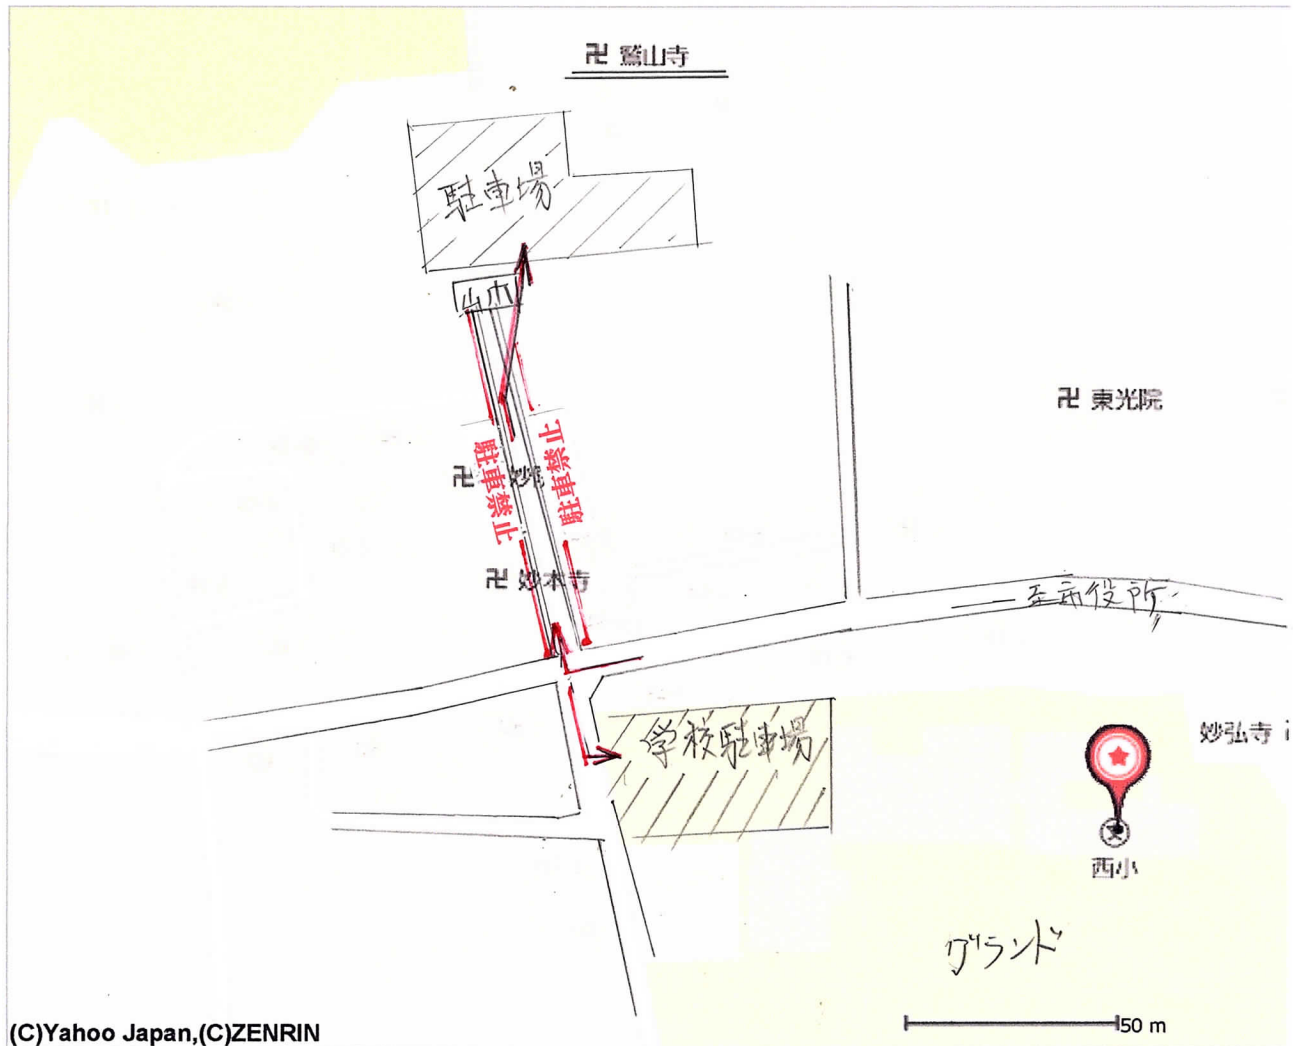 卍 鷲山寺
駐車場
山門
卍 東光院
駐車禁止
駐車禁止
卍 妙
卍 妙本寺
至市役所
学校駐車場
妙弘寺
文
西小
グランド
50 m
(C)Yahoo Japan,(C)ZENRIN